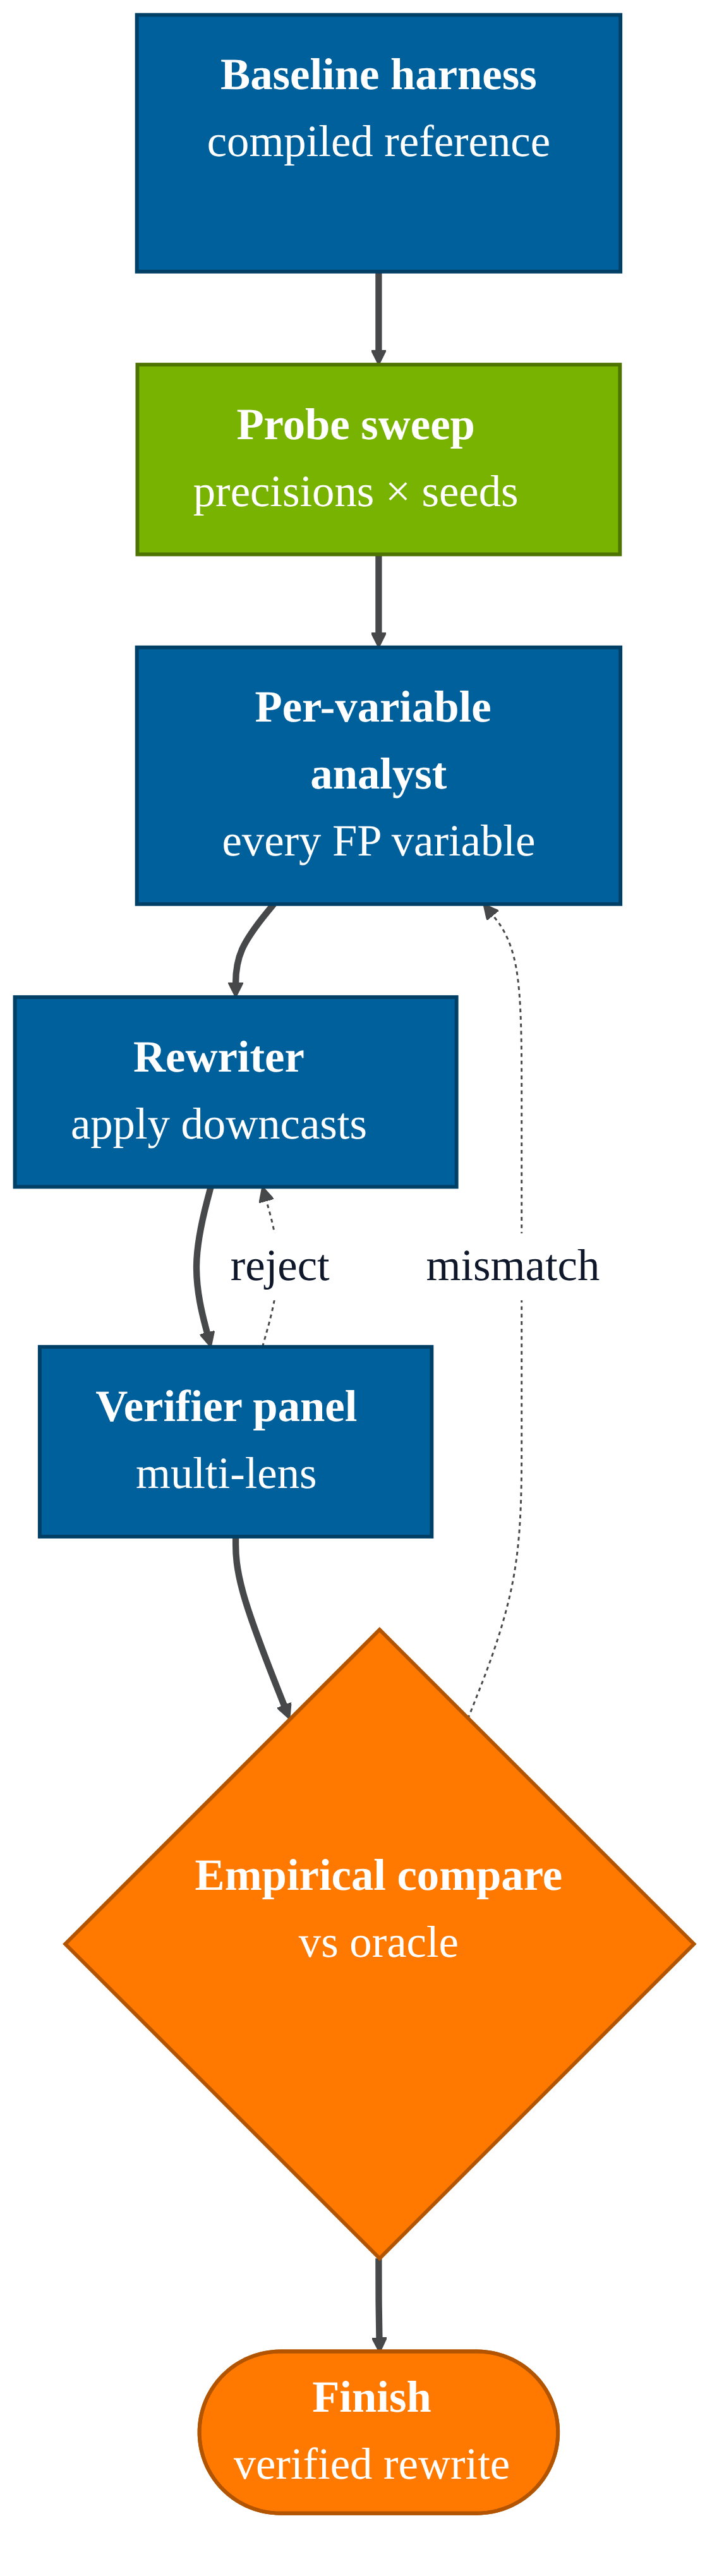 Baseline harness
compiled reference
Probe sweep
precisions × seeds
Per-variable
analyst
every FP variable
Rewriter
apply downcasts
reject
mismatch
Verifier panel
multi-lens
Empirical compare
vs oracle
Finish
verified rewrite